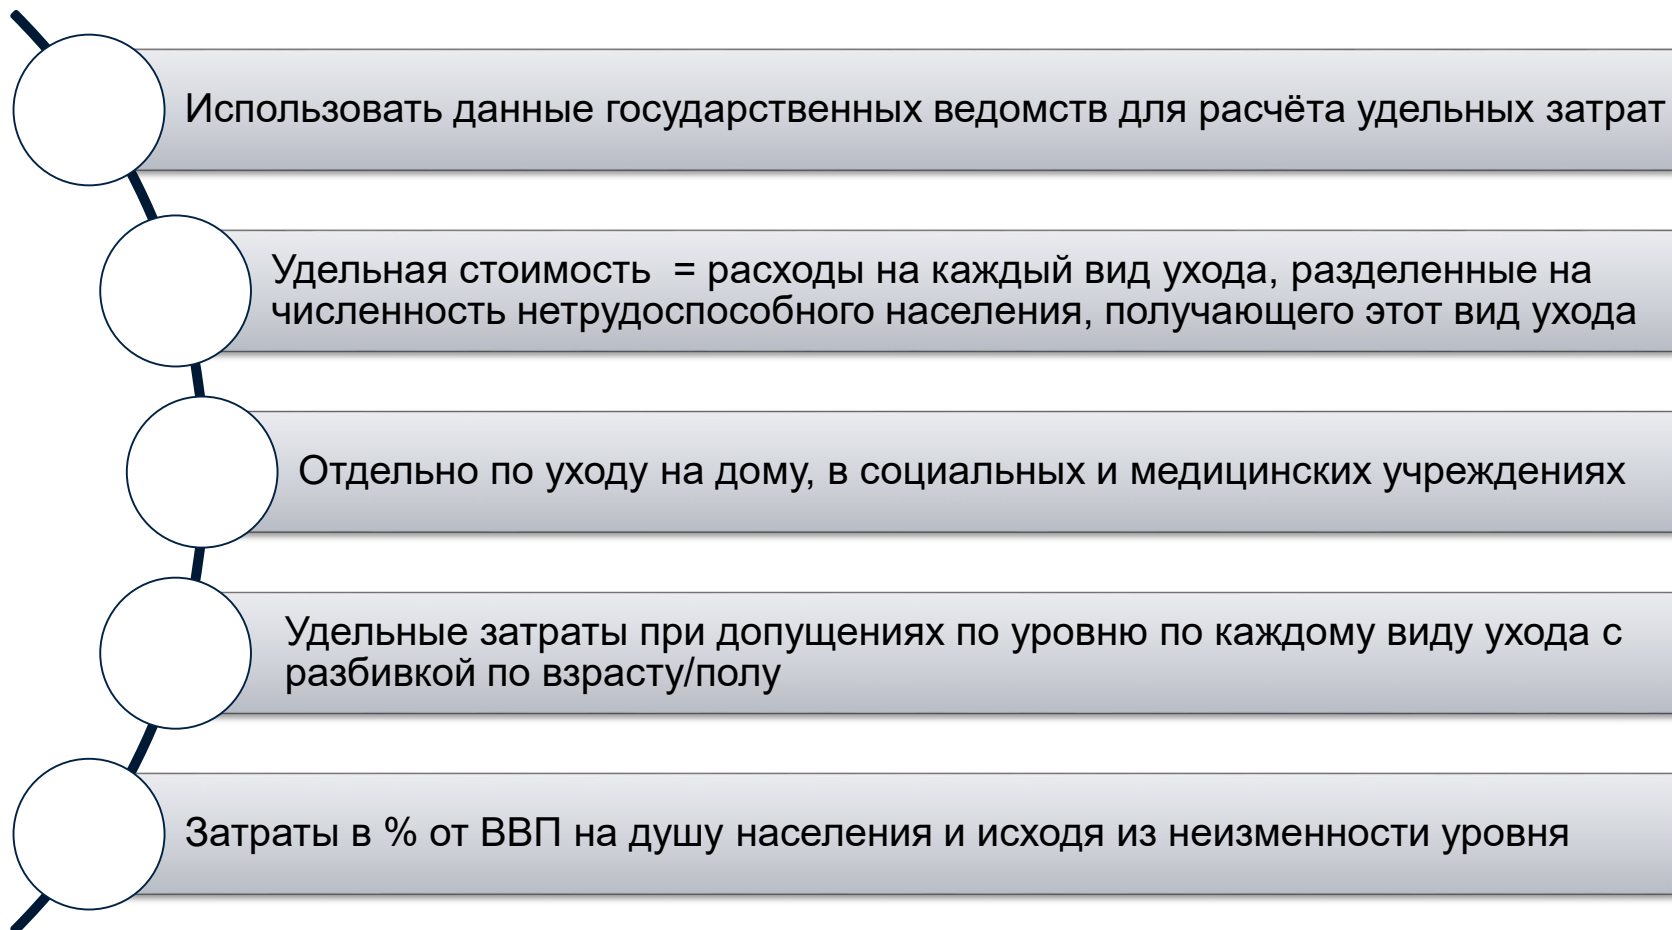 Использовать данные государственных ведомств для расчёта удельных затрат
Удельная стоимость  = расходы на каждый вид ухода, разделенные на
численность нетрудоспособного населения, получающего этот вид ухода
Отдельно по уходу на дому, в социальных и медицинских учреждениях
Удельные затраты при допущениях по уровню по каждому виду ухода с
разбивкой по взрасту/полу
Затраты в % от ВВП на душу населения и исходя из неизменности уровня